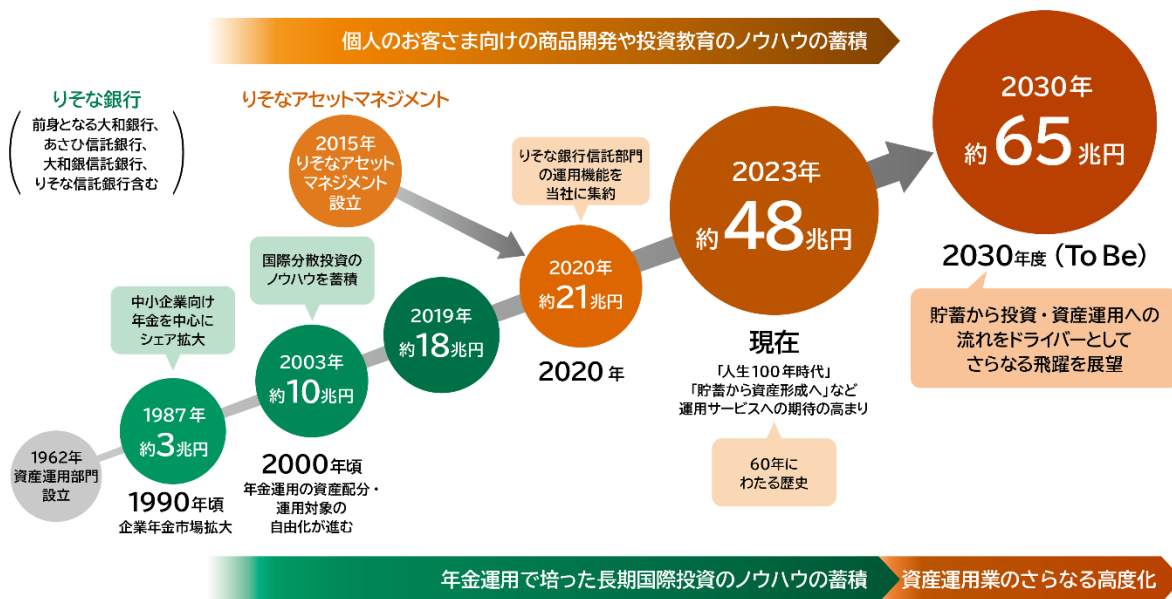 個人のお客さま向けの商品開発や投資教育のノウハウの蓄積
りそな銀行
前身となる大和銀行、
あさひ信託銀行、
大和銀信託銀行、
りそな信託銀行含む
りそなアセットマネジメント
2015年
りそなアセット
マネジメント
設立
りそな銀行信託部門
の運用機能を
当社に集約
2023年
約48兆円
2030年
約65兆円
2030年度（To Be）
貯蓄から投資・資産運用への
流れをドライバーとして
さらなる飛躍を展望
現在
「人生100年時代」
「貯蓄から資産形成へ」など
運用サービスへの期待の高まり
60年に
わたる歴史
2020年
約21兆円
2020年
2019年
約18兆円
国際分散投資の
ノウハウを蓄積
2003年
約10兆円
2000年頃
年金運用の資産配分・
運用対象の
自由化が進む
中小企業向け
年金を中心に
シェア拡大
1987年
約3兆円
1990年頃
企業年金市場拡大
1962年
資産運用部門
設立
年金運用で培った長期国際投資のノウハウの蓄積
資産運用業のさらなる高度化